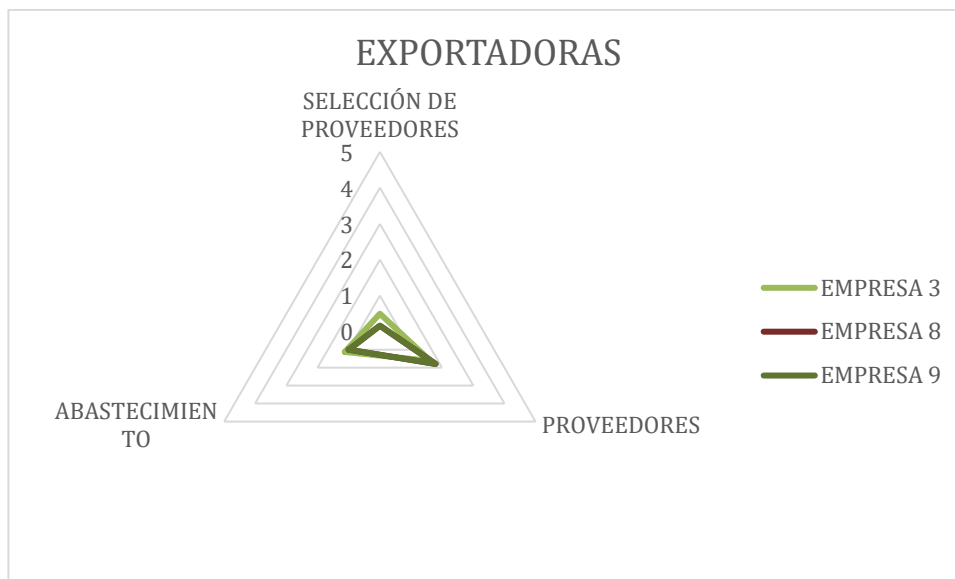 EXPORTADORAS
SELECCIÓN DE
PROVEEDORES
5
4
3
2
1
0
EMPRESA 3
EMPRESA 8
EMPRESA 9
ABASTECIMIEN
TO
PROVEEDORES